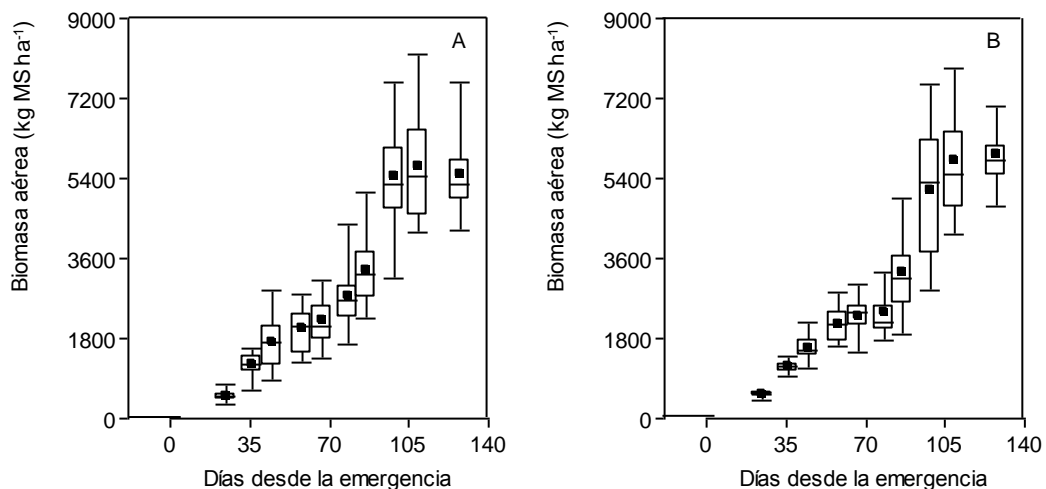 9000
7200
5400
3600
1800
0
Biomasa aérea (kg MS ha-1)
A
0 35 70 105 140
Días desde la emergencia
9000
7200
5400
3600
1800
0
Biomasa aérea (kg MS ha-1)
B
0 35 70 105 140
Días desde la emergencia